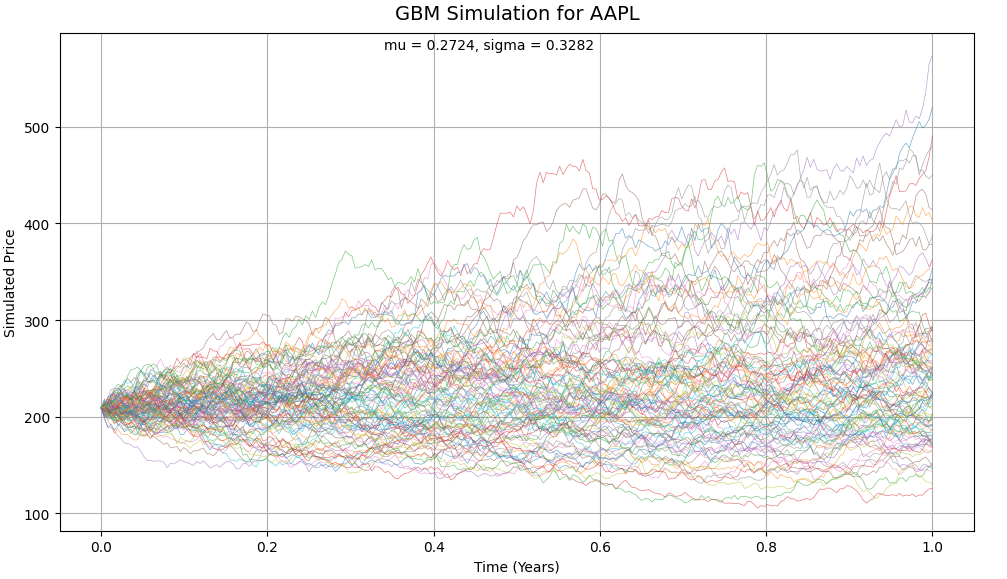 GBM Simulation for AAPL
mu = 0.2724, sigma = 0.3282
Simulated Price
500
400
300
200
100
0.0 0.2 0.4 0.6 0.8 1.0
Time (Years)